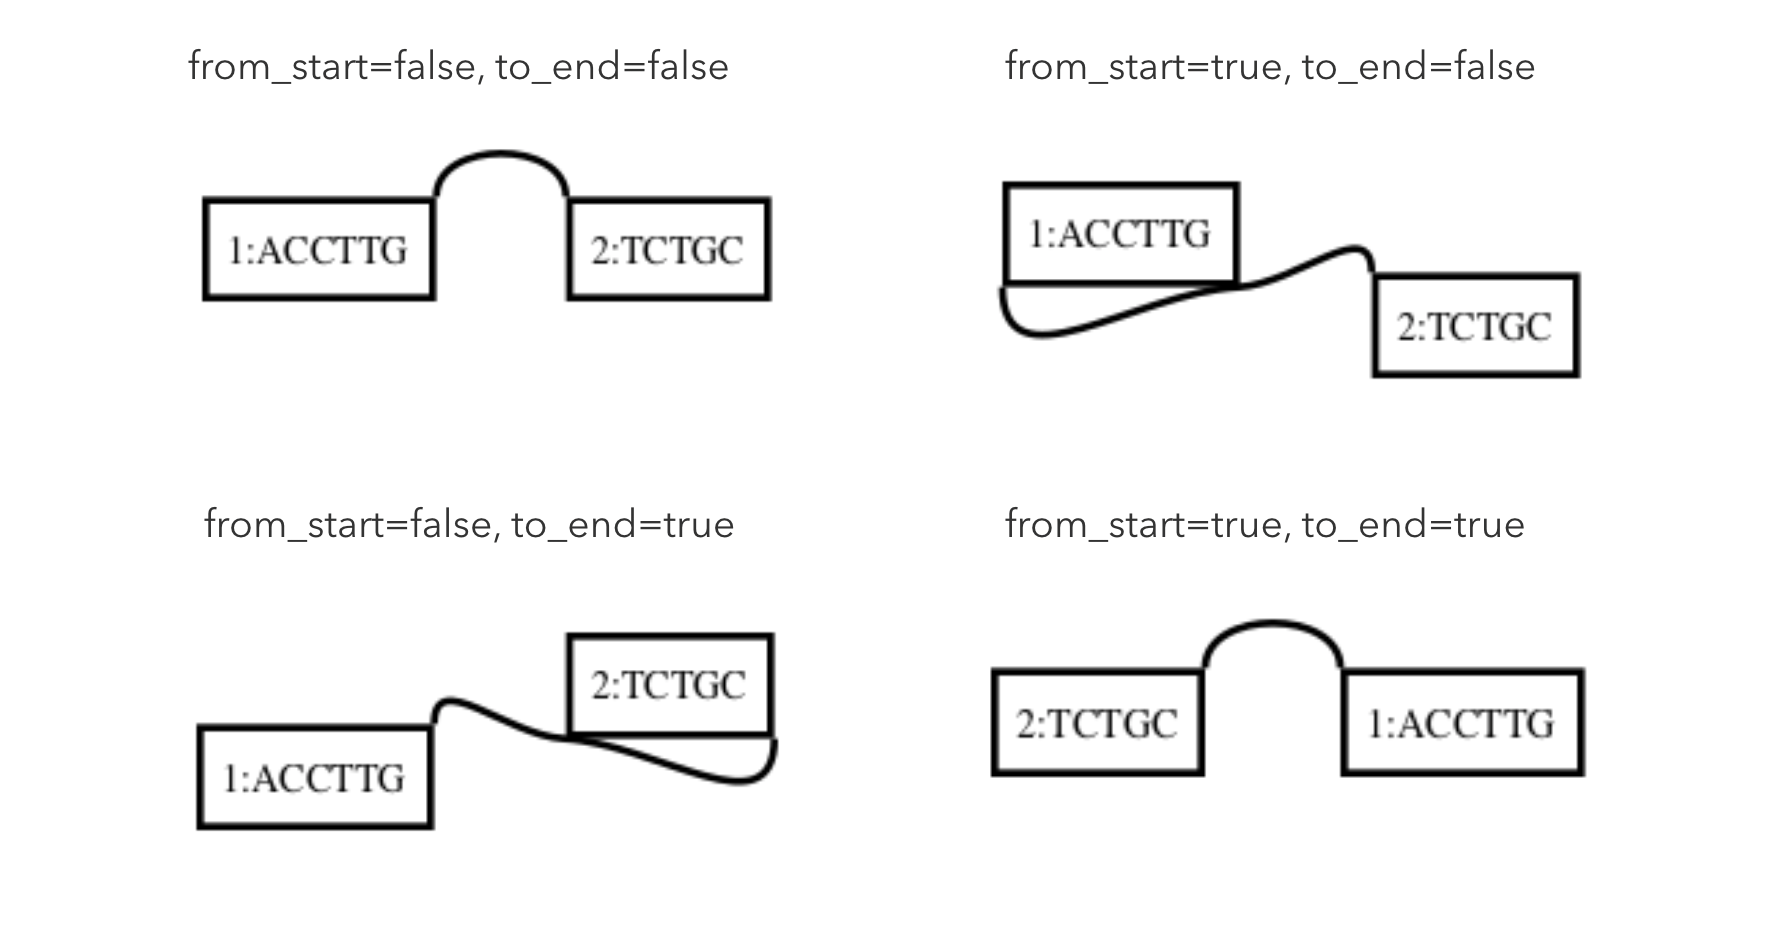 from_start=false, to_end=false
from_start=true, to_end=false
1:ACCTTG
2:TCTGC
1:ACCTTG
2:TCTGC
from_start=false, to_end=true
from_start=true, to_end=true
2:TCTGC
1:ACCTTG
2:TCTGC
1:ACCTTG